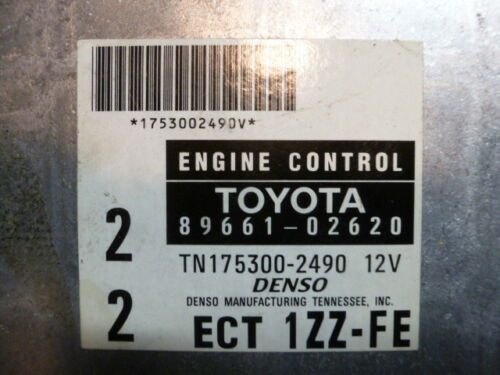 *1753002490V*
ENGINE CONTROL
TOYOTA
89661-02620
2
TN175300-2490 12V
DENSO
DENSO MANUFACTURING TENNESSEE, INC.
2
ECT 1ZZ-FE